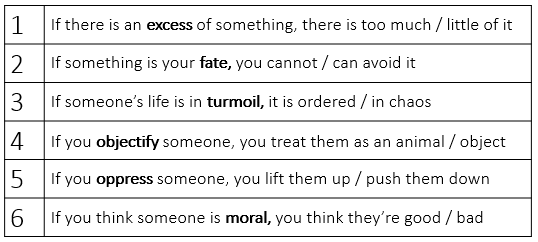 1 If there is an excess of something, there is too much / little of it
2 If something is your fate, you cannot / can avoid it
3 If someone's life is in turmoil, it is ordered / in chaos
4 If you objectify someone, you treat them as an animal / object
5 If you oppress someone, you lift them up / push them down
6 If you think someone is moral, you think they're good / bad